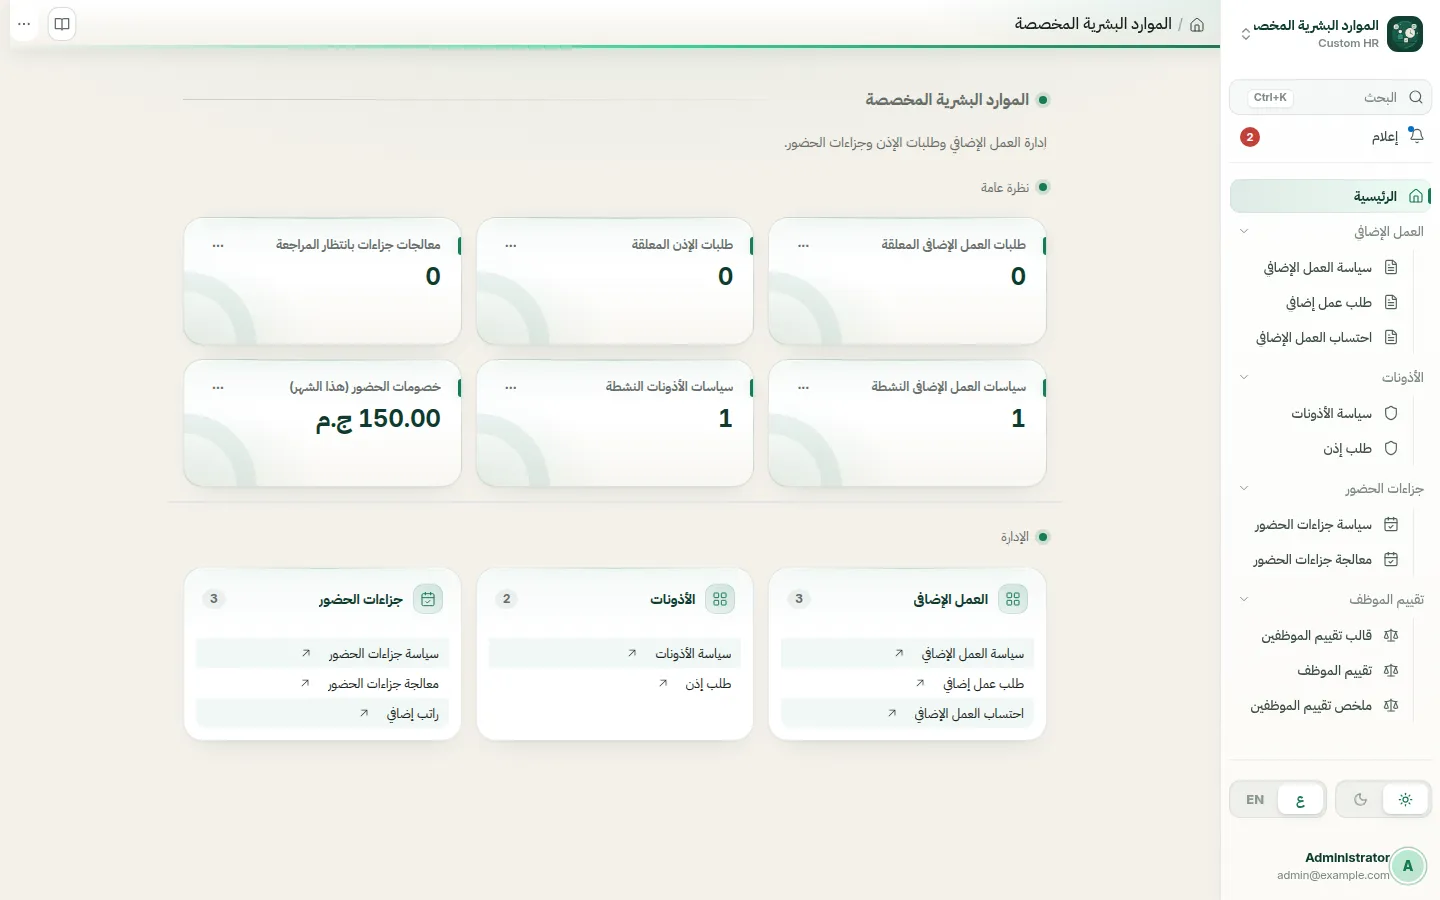 الموارد البشرية المخصصة
Custom HR
البحث
Ctrl+K
إعلام
2
الرئيسية
العمل الإضافي
سياسة العمل الإضافي
طلب عمل إضافي
احتساب العمل الإضافي
الأذونات
سياسة الأذونات
طلب إذن
جزاءات الحضور
سياسة جزاءات الحضور
معالجة جزاءات الحضور
تقييم الموظف
قالب تقييم الموظفين
تقييم الموظف
ملخص تقييم الموظفين
ع
EN
Administrator
admin@example.com
A
/ الموارد البشرية المخصصة
الموارد البشرية المخصصة
إدارة العمل الإضافي وطلبات الإذن وجزاءات الحضور.
نظرة عامة
طلبات العمل الإضافى المعلقة
0
طلبات الإذن المعلقة
0
معالجات جزاءات بانتظار المراجعة
0
سياسات العمل الإضافى النشطة
1
سياسات الأذونات النشطة
1
خصومات الحضور (هذا الشهر)
150.00 ج.م
الإدارة
العمل الإضافى
3
سياسة العمل الإضافي
طلب عمل إضافي
احتساب العمل الإضافي
الأذونات
2
سياسة الأذونات
طلب إذن
جزاءات الحضور
3
سياسة جزاءات الحضور
معالجة جزاءات الحضور
راتب إضافي